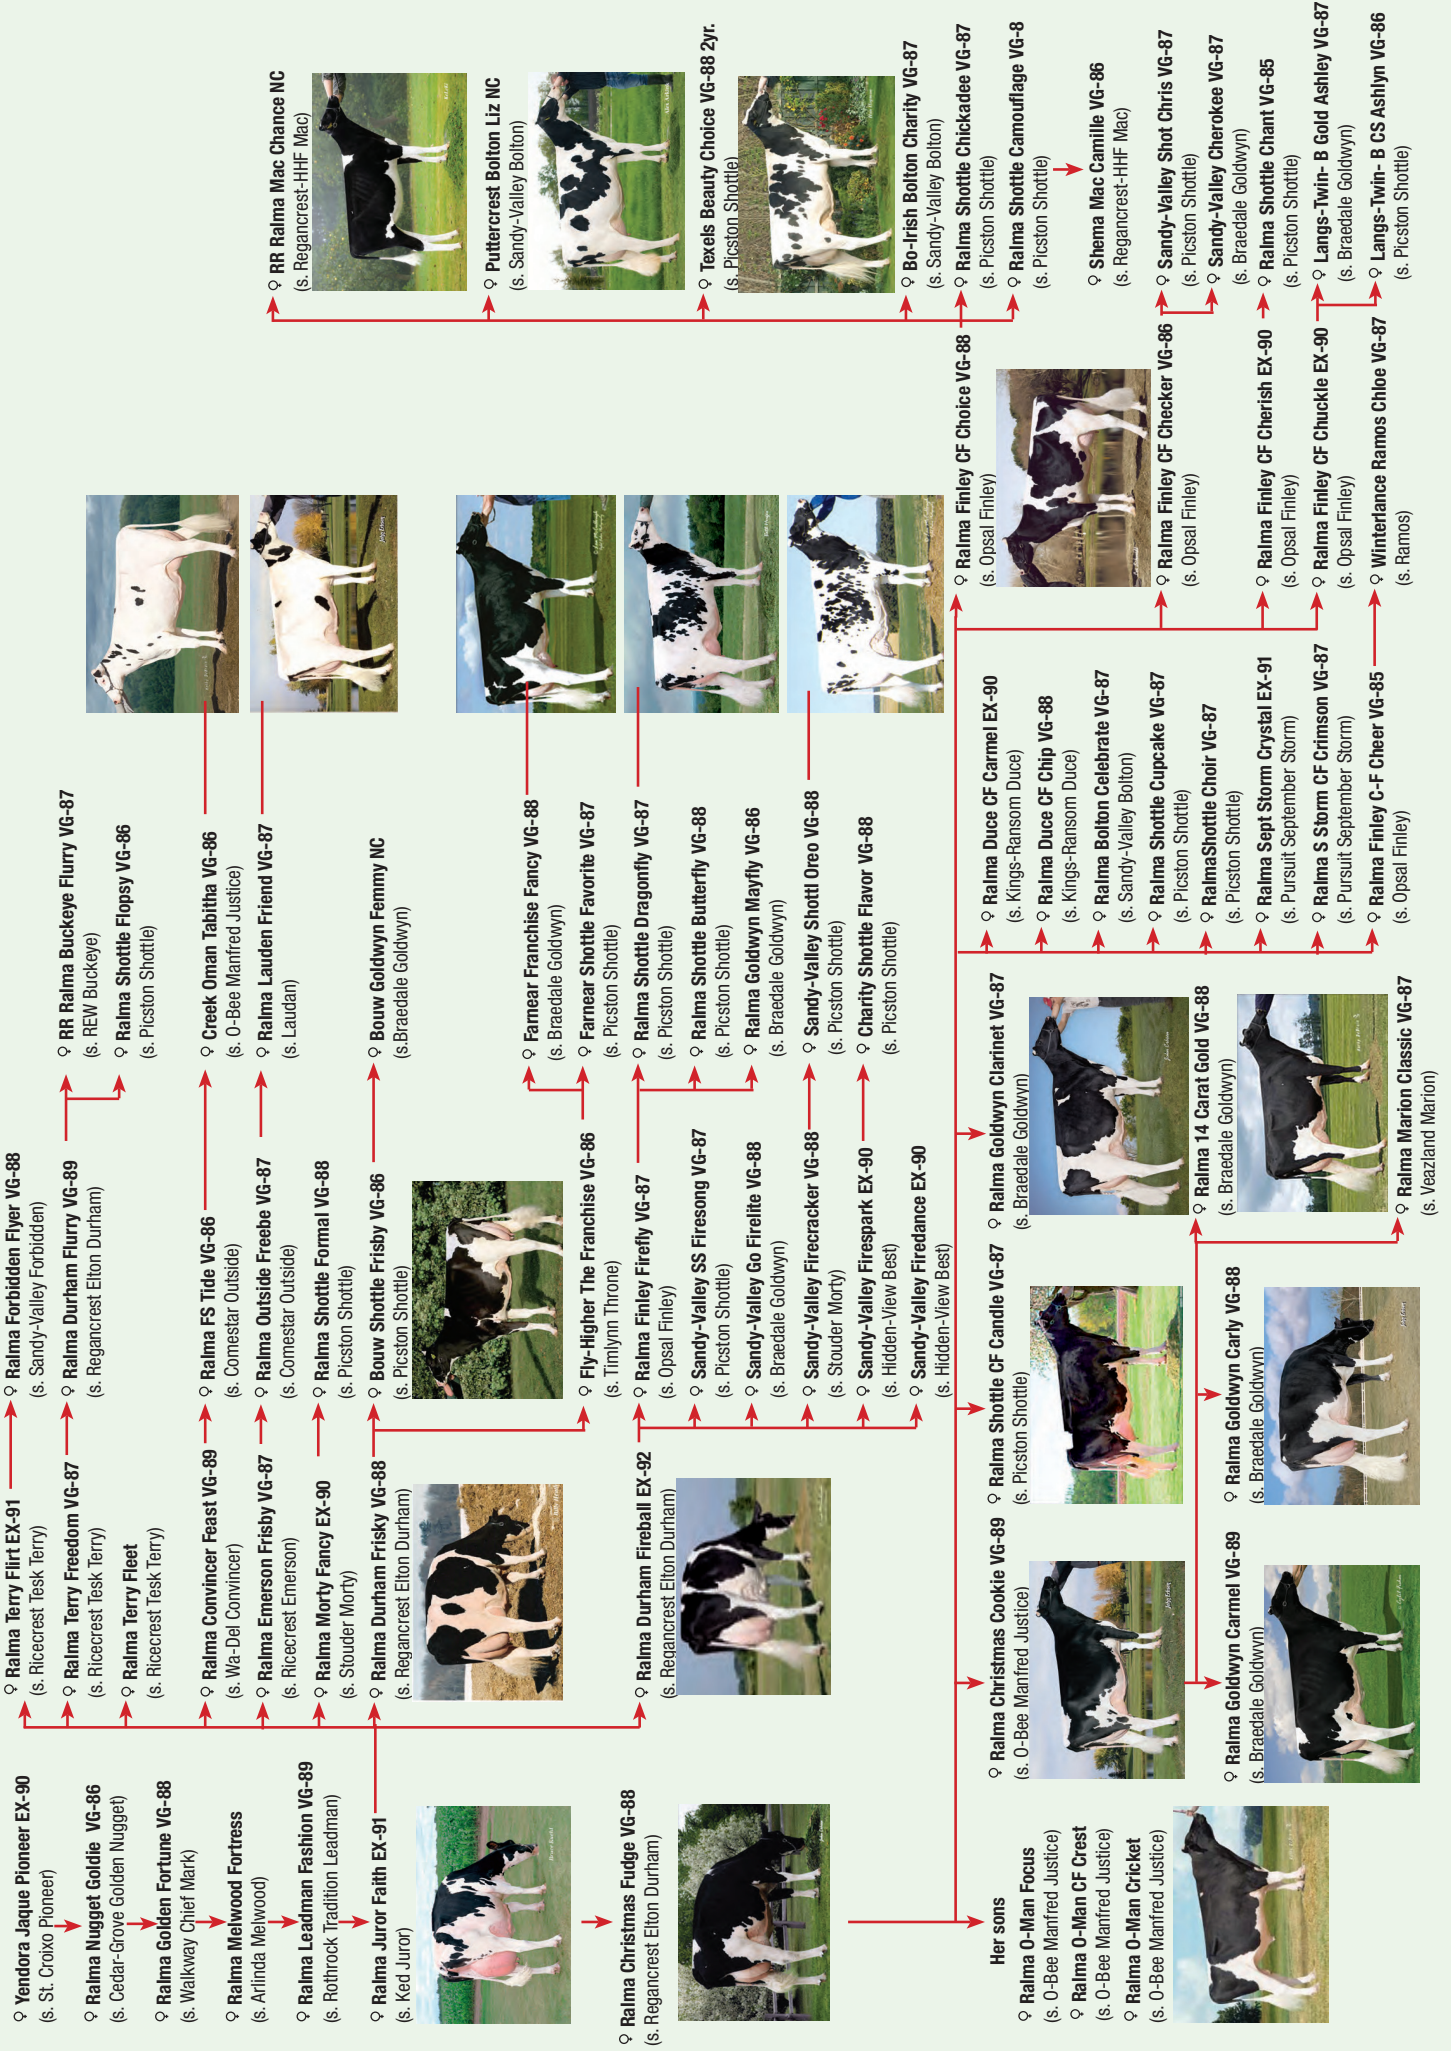 ♀ Yendora Jaque Pioneer EX-90
(s. St. Croixo Pioneer)
♀ Ralma Nugget Goldie VG-86
(s. Cedar-Grove Golden Nugget)
♀ Ralma Golden Fortune VG-88
(s. Walkway Chief Mark)
♀ Ralma Melwood Fortress
(s. Arlinda Melwood)
♀ Ralma Leadman Fashion VG-89
(s. Rothrock Tradition Leadman)
♀ Ralma Juror Faith EX-91
(s. Ked Juror)
♀ Ralma Christmas Fudge VG-88
(s. Regancrest Elton Durham)
Her sons
♀ Ralma O-Man Focus
(s. O-Bee Manfred Justice)
♀ Ralma O-Man CF Crest
(s. O-Bee Manfred Justice)
♀ Ralma O-Man Cricket
(s. O-Bee Manfred Justice)
♀ Ralma Terry Flirt EX-91
(s. Ricecrest Tesk Terry)
♀ Ralma Terry Freedom VG-87
(s. Ricecrest Tesk Terry)
♀ Ralma Terry Fleet
(s. Ricecrest Tesk Terry)
♀ Ralma Convincer Feast VG-89
(s. Wa-Del Convincer)
♀ Ralma Emerson Frisby VG-87
(s. Ricecrest Emerson)
♀ Ralma Morty Fancy EX-90
(s. Stouder Morty)
♀ Ralma Durham Frisky VG-88
(s. Regancrest Elton Durham)
♀ Ralma Durham Fireball EX-92
(s. Regancrest Elton Durham)
♀ Ralma Forbidden Flyer VG-88
(s. Sandy-Valley Forbidden)
♀ Ralma Durham Flurry VG-89
(s. Regancrest Elton Durham)
♀ Ralma FS Tide VG-86
(s. Comestar Outside)
♀ Ralma Outside Freebe VG-87
(s. Comestar Outside)
♀ Ralma Shottle Formal VG-88
(s. Picston Shottle)
♀ Bouw Shottle Frisby VG-86
(s. Picston Shottle)
♀ Fly-Higher The Franchise VG-86
(s. Timlynn Throne)
♀ Ralma Finley Firefly VG-87
(s. Opsal Finley)
♀ Sandy-Valley SS Firesong VG-87
(s. Picston Shottle)
♀ Sandy-Valley Go Firelite VG-88
(s. Braedale Goldwyn)
♀ Sandy-Valley Firecracker VG-88
(s. Stouder Morty)
♀ Sandy-Valley Firespark EX-90
(s. Hidden-View Best)
♀ Sandy-Valley Firedance EX-90
(s. Hidden-View Best)
♀ RR Ralma Buckeye Flurry VG-87
(s. REW Buckeye)
♀ Ralma Shottle Flopsy VG-86
(s. Picston Shottle)
♀ Creek Oman Tabitha VG-86
(s. O-Bee Manfred Justice)
♀ Ralma Lauden Friend VG-87
(s. Laudan)
♀ Bouw Goldwyn Femmy NC
(s.Braedale Goldwyn)
♀ Farnear Franchise Fancy VG-88
(s. Braedale Goldwyn)
♀ Farnear Shottle Favorite VG-87
(s. Picston Shottle)
♀ Ralma Shottle Dragonfly VG-87
(s. Picston Shottle)
♀ Ralma Shottle Butterfly VG-88
(s. Picston Shottle)
♀ Ralma Goldwyn Mayfly VG-86
(s. Braedale Goldwyn)
♀ Sandy-Valley Shottl Oreo VG-88
(s. Picston Shottle)
♀ Charity Shottle Flavor VG-88
(s. Picston Shottle)
♀ Ralma Christmas Cookie VG-89
(s. O-Bee Manfred Justice)
♀ Ralma Shottle CF Candle VG-87
(s. Picston Shottle)
♀ Ralma Goldwyn Clarinet VG-87
(s. Braedale Goldwyn)
♀ Ralma Goldwyn Carmel VG-89
(s. Braedale Goldwyn)
♀ Ralma Goldwyn Carly VG-88
(s. Braedale Goldwyn)
♀ Ralma 14 Carat Gold VG-88
(s. Braedale Goldwyn)
♀ Ralma Marion Classic VG-87
(s. Veazland Marion)
♀ Ralma Duce CF Carmel EX-90
(s. Kings-Ransom Duce)
♀ Ralma Duce CF Chip VG-88
(s. Kings-Ransom Duce)
♀ Ralma Bolton Celebrate VG-87
(s. Sandy-Valley Bolton)
♀ Ralma Shottle Cupcake VG-87
(s. Picston Shottle)
♀ RalmaShottle Choir VG-87
(s. Picston Shottle)
♀ Ralma Sept Storm Crystal EX-91
(s. Pursuit September Storm)
♀ Ralma S Storm CF Crimson VG-87
(s. Pursuit September Storm)
♀ Ralma Finley C-F Cheer VG-85
(s. Opsal Finley)
♀ Ralma Finley CF Choice VG-88
(s. Opsal Finley)
♀ Ralma Finley CF Checker VG-86
(s. Opsal Finley)
♀ Ralma Finley CF Cherish EX-90
(s. Opsal Finley)
♀ Ralma Finley CF Chuckle EX-90
(s. Opsal Finley)
♀ Winterlance Ramos Chloe VG-87
(s. Ramos)
♀ RR Ralma Mac Chance NC
(s. Regancrest-HHF Mac)
♀ Puttercrest Bolton Liz NC
(s. Sandy-Valley Bolton)
♀ Texels Beauty Choice VG-88 2yr.
(s. Picston Shottle)
♀ Bo-Irish Bolton Charity VG-87
(s. Sandy-Valley Bolton)
♀ Ralma Shottle Chickadee VG-87
(s. Picston Shottle)
♀ Ralma Shottle Camouflage VG-8
(s. Picston Shottle)
♀ Shema Mac Camille VG-86
(s. Regancrest-HHF Mac)
♀ Sandy-Valley Shot Chris VG-87
(s. Picston Shottle)
♀ Sandy-Valley Cherokee VG-87
(s. Braedale Goldwyn)
♀ Ralma Shottle Chant VG-85
(s. Picston Shottle)
♀ Langs-Twin- B Gold Ashley VG-87
(s. Braedale Goldwyn)
♀ Langs-Twin- B CS Ashlyn VG-86
(s. Picston Shottle)